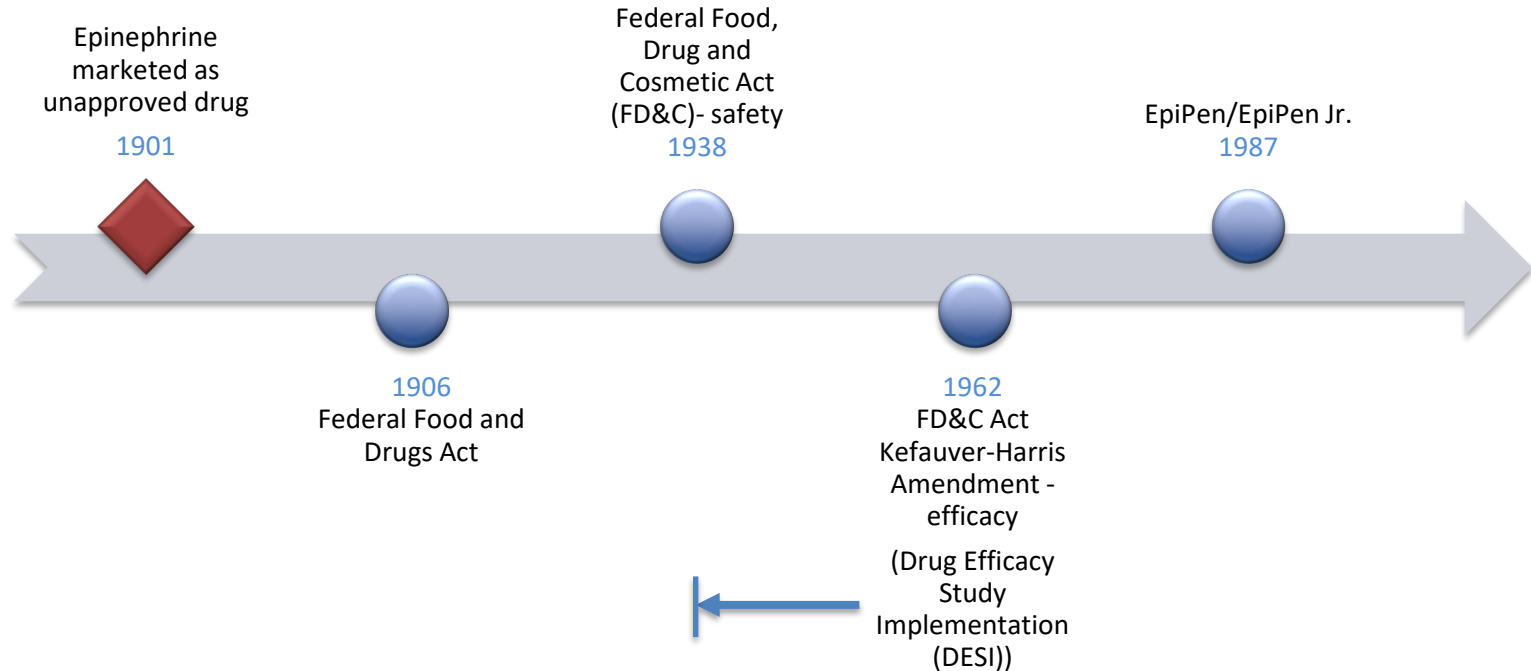 Epinephrine
marketed as
unapproved drug
1901
1906
Federal Food and
Drugs Act
Federal Food,
Drug and
Cosmetic Act
(FD&C)- safety
1938
1962
FD&C Act
Kefauver-Harris
Amendment -
efficacy
(Drug Efficacy
Study
Implementation
(DESI))
EpiPen/EpiPen Jr.
1987